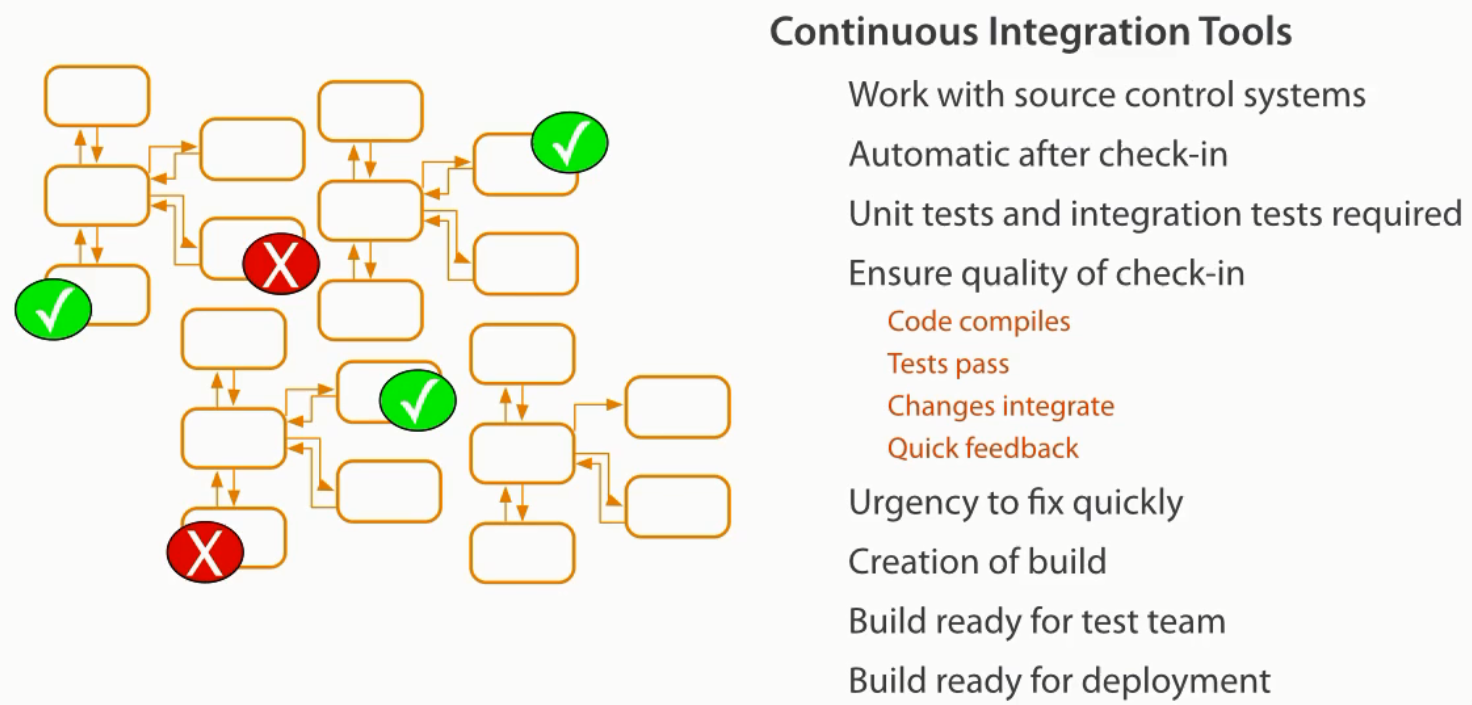 Continuous Integration Tools
Work with source control systems
Automatic after check-in
Unit tests and integration tests required
Ensure quality of check-in
Code compiles
Tests pass
Changes integrate
Quick feedback
Urgency to fix quickly
Creation of build
Build ready for test team
Build ready for deployment
X
X